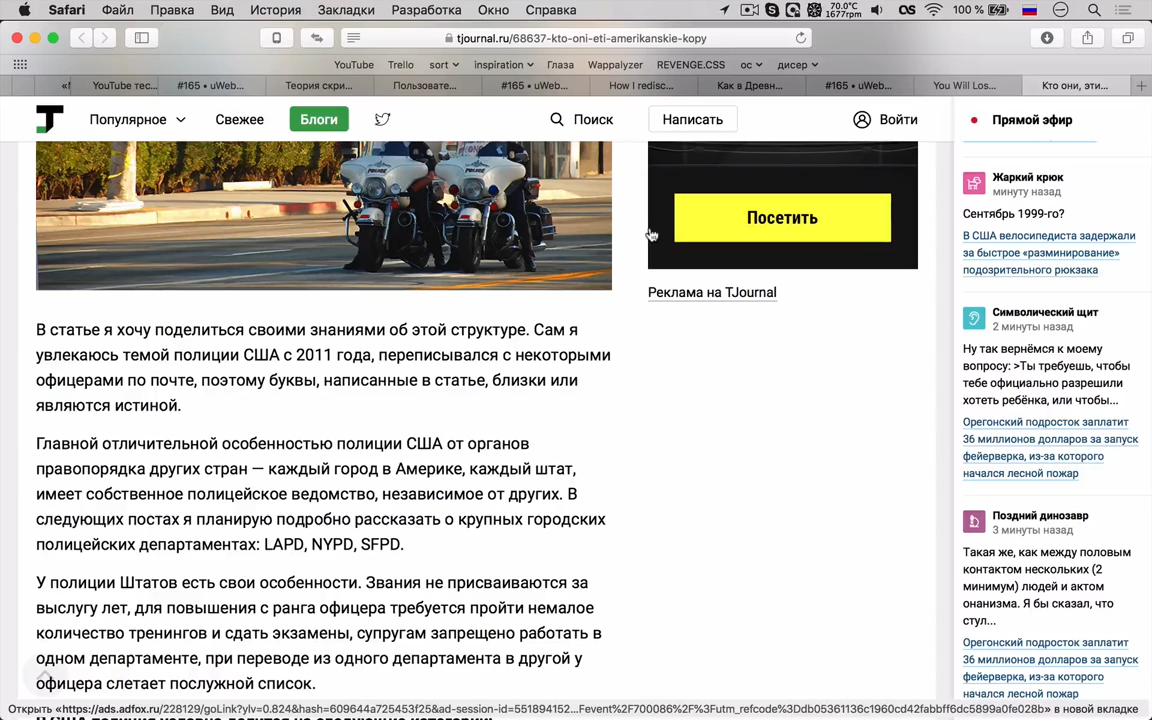 Safari Файл Правка Вид История Закладки Разработка Окно Справка 70.0°C 1677rpm 100 %
tjournal.ru/68637-kto-oni-eti-amerikanskie-kopy
YouTube Trello sort inspiration Глаза Wappalyzer REVENGE.CSS ос дисер
«Н YouTube тес... #165 • uWeb... Теория скри... Пользовате... #165 • uWeb... How I redisc... Как в Древн... #165 • uWeb... You Will Los... Кто они, эти...
Популярное Свежее Блоги Поиск Написать Войти
Прямой эфир
POLICE POLICE
Посетить
Реклама на TJournal
В статье я хочу поделиться своими знаниями об этой структуре. Сам я
увлекаюсь темой полиции США с 2011 года, переписывался с некоторыми
офицерами по почте, поэтому буквы, написанные в статье, близки или
являются истиной.
Главной отличительной особенностью полиции США от органов
правопорядка других стран — каждый город в Америке, каждый штат,
имеет собственное полицейское ведомство, независимое от других. В
следующих постах я планирую подробно рассказать о крупных городских
полицейских департаментах: LAPD, NYPD, SFPD.
У полиции Штатов есть свои особенности. Звания не присваиваются за
выслугу лет, для повышения с ранга офицера требуется пройти немалое
количество тренингов и сдать экзамены, супругам запрещено работать в
одном департаменте, при переводе из одного департамента в другой у
офицера слетает послужной список.
Жаркий крюк
минуту назад
Сентябрь 1999-го?
В США велосипедиста задержали
за быстрое «разминирование»
подозрительного рюкзака
Символический щит
2 минуты назад
Ну так вернёмся к моему
вопросу: >Ты требуешь, чтобы
тебе официально разрешили
хотеть ребёнка, или чтобы...
Орегонский подросток заплатит
36 миллионов долларов за запуск
фейерверка, из-за которого
начался лесной пожар
Поздний динозавр
3 минуты назад
Такая же, как между половым
контактом нескольких (2
минимум) людей и актом
онанизма. Я бы сказал, что
стул...
Орегонский подросток заплатит
36 миллионов долларов за запуск
фейерверка, из-за которого
начался лесной пожар
Открыть «https://ads.adfox.ru/228129/goLink?ylv=0.824&hash=609644a725453f25&ad-session-id=551894152...Fevent%2F700086%2F%3Futm_refcode%3Ddb05361136c1960cd42fabbff6dc5899a0fe028b» в новой вкладке